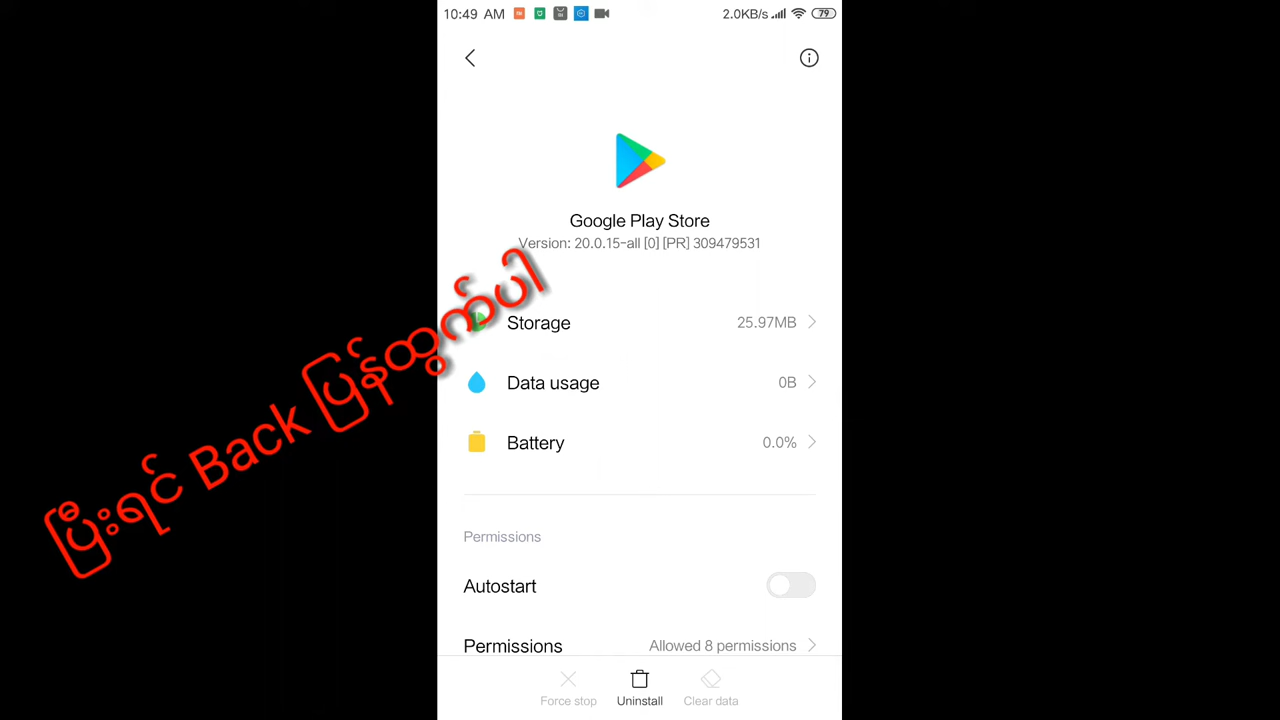 10:49 AM
2.0KB/s
79
Google Play Store
Version: 20.0.15-all [0] [PR] 309479531
Storage
25.97MB
Data usage
0B
Battery
0.0%
Permissions
Autostart
Permissions
Allowed 8 permissions
Force stop
Uninstall
Clear data
ပြီးရင် Back ပြန်ထွက်ပါ